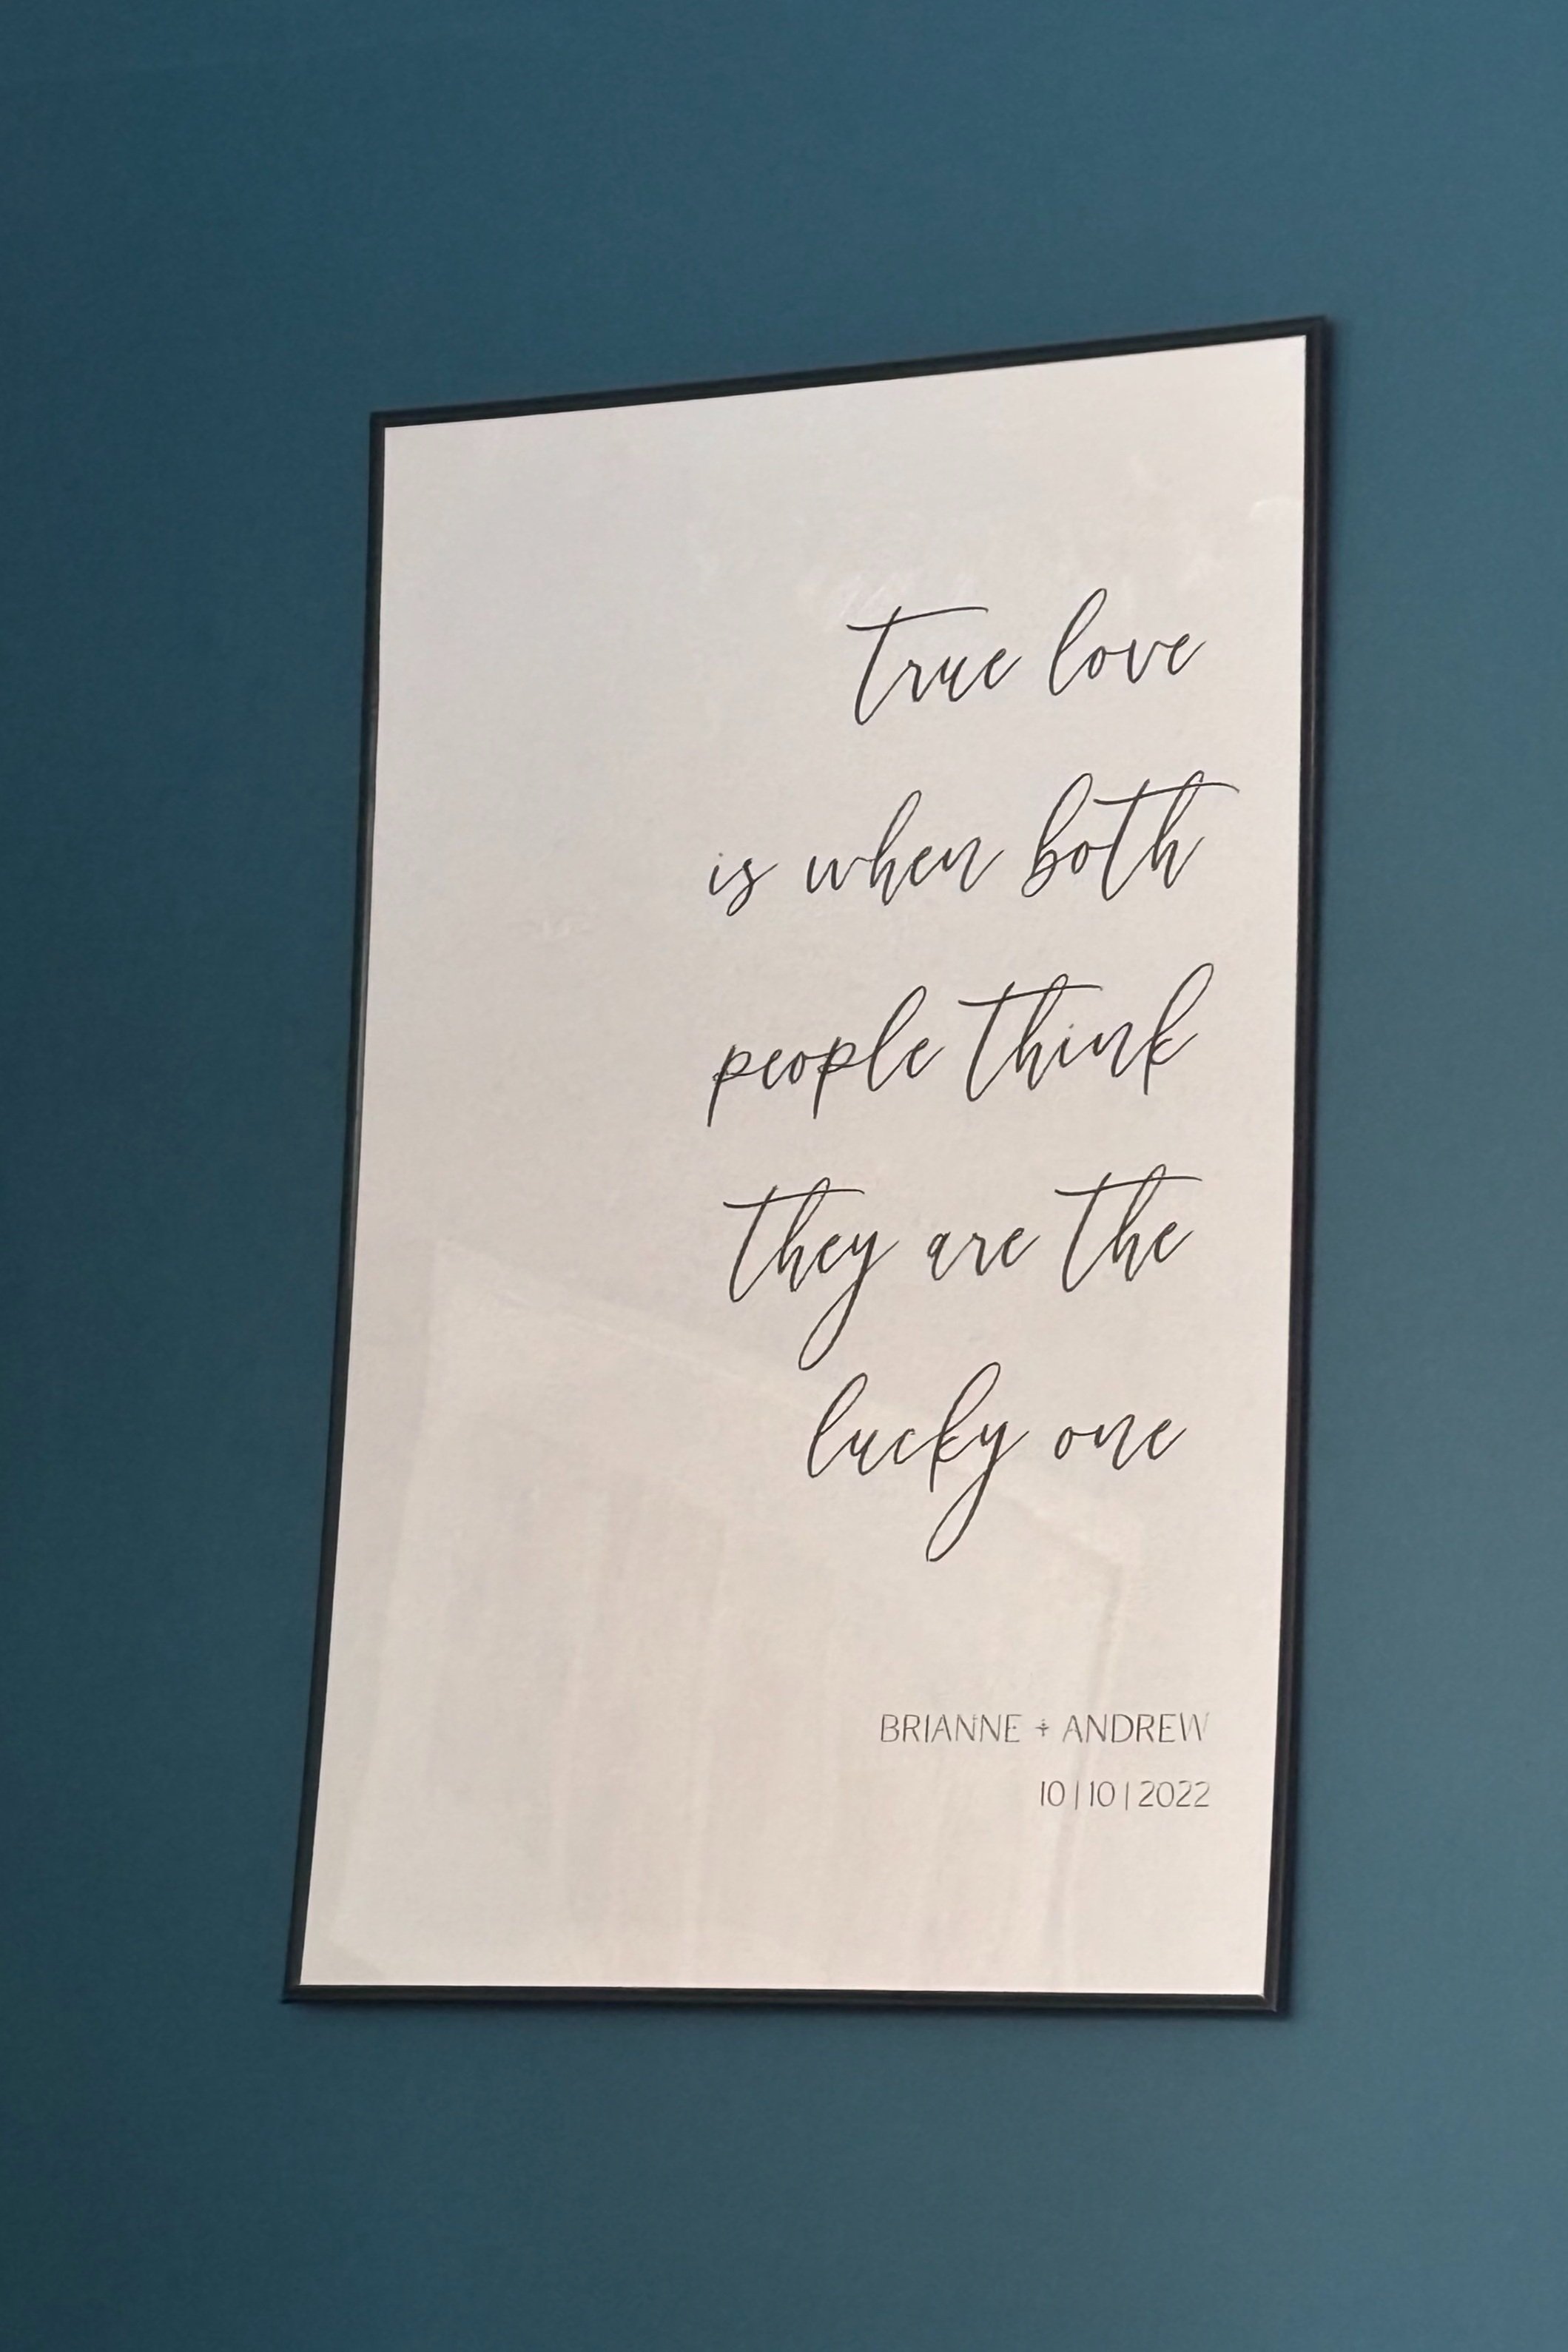 true love
is when both
people think
they are the
lucky one
BRIANNE + ANDREW
10|10|2022